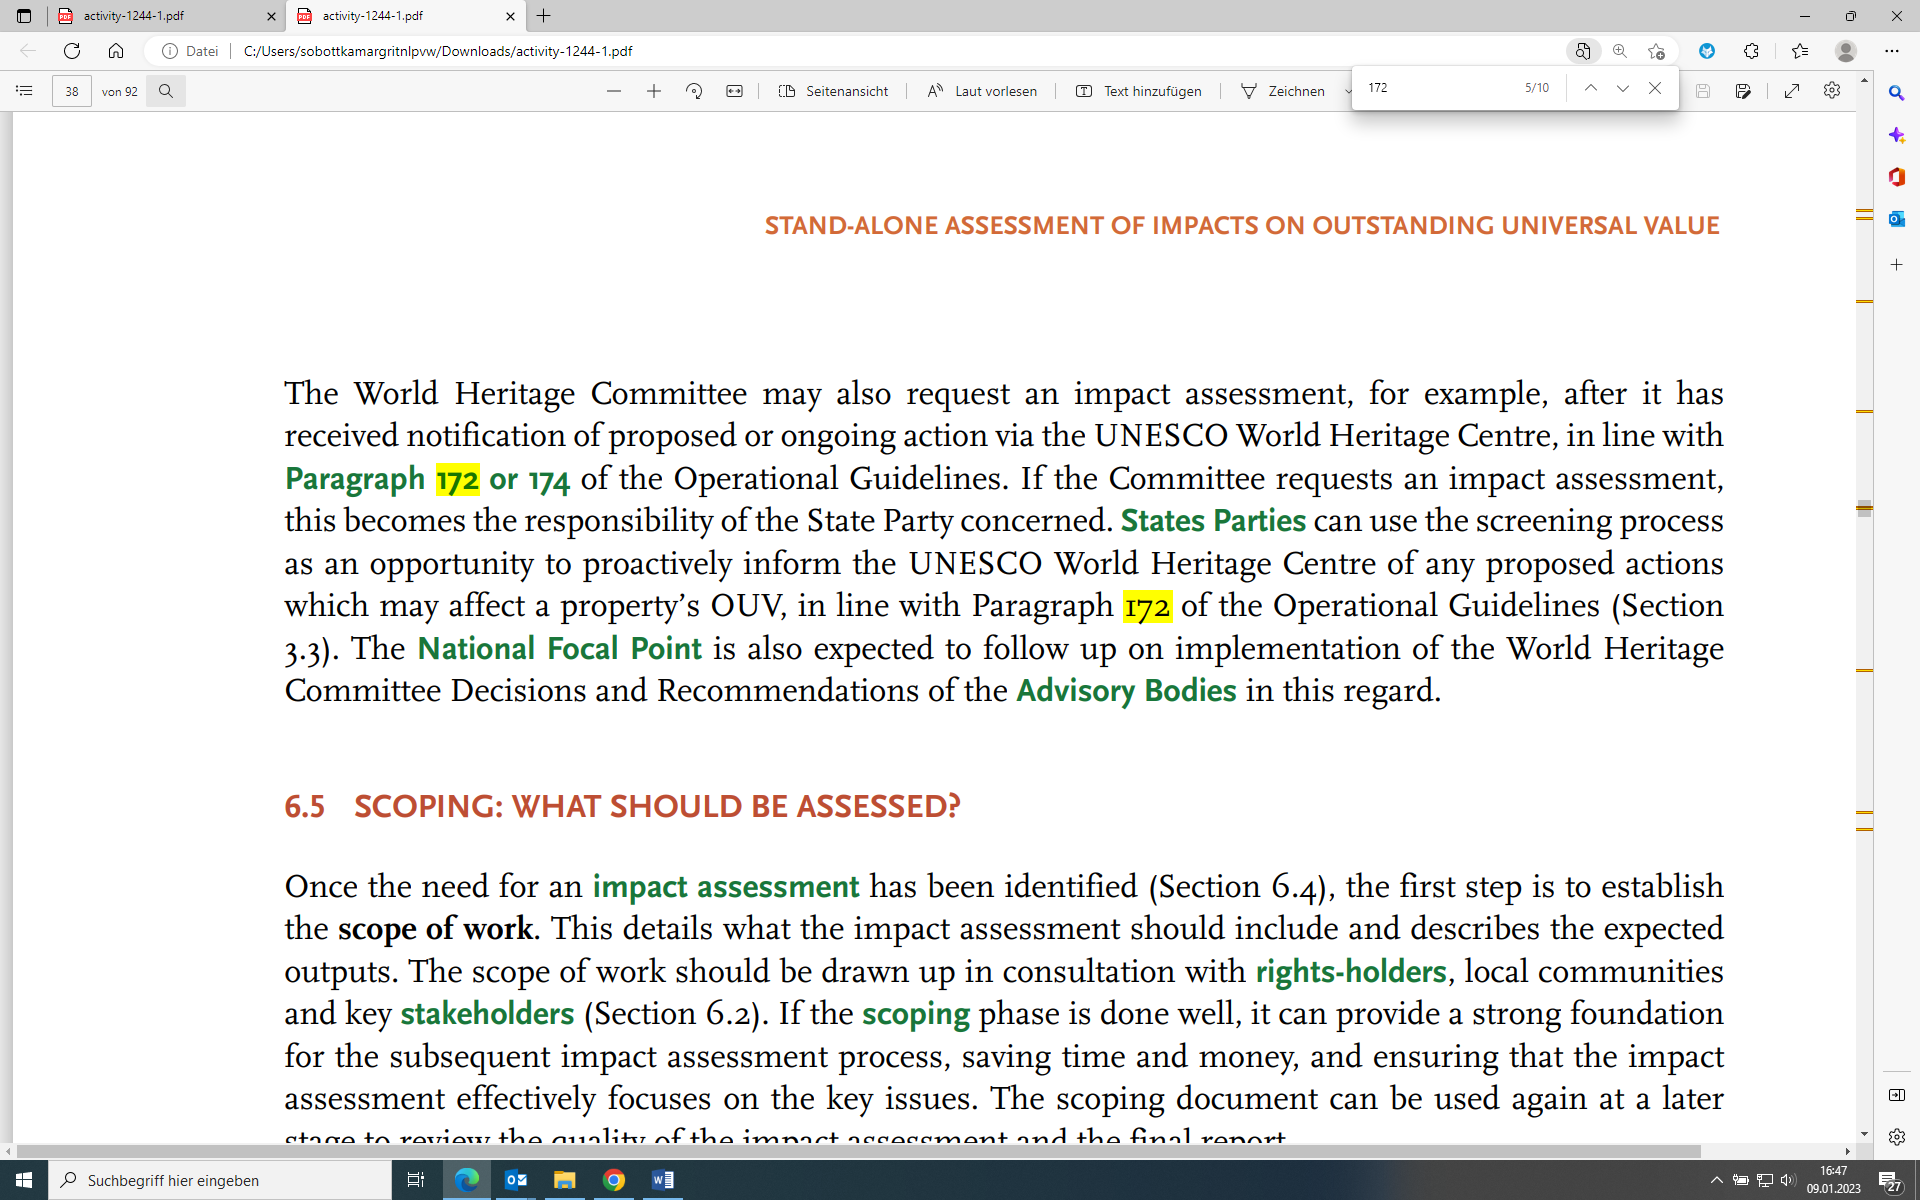 activity-1244-1.pdf
activity-1244-1.pdf
Datei
C:/Users/sobottkamargritnlpvw/Downloads/activity-1244-1.pdf
38
von 92
Seitenansicht
Laut vorlesen
Text hinzufügen
Zeichnen
172
5/10
STAND-ALONE ASSESSMENT OF IMPACTS ON OUTSTANDING UNIVERSAL VALUE
The World Heritage Committee may also request an impact assessment, for example, after it has
received notification of proposed or ongoing action via the UNESCO World Heritage Centre, in line with
Paragraph 172 or 174 of the Operational Guidelines. If the Committee requests an impact assessment,
this becomes the responsibility of the State Party concerned. States Parties can use the screening process
as an opportunity to proactively inform the UNESCO World Heritage Centre of any proposed actions
which may affect a property's OUV, in line with Paragraph 172 of the Operational Guidelines (Section
3.3). The National Focal Point is also expected to follow up on implementation of the World Heritage
Committee Decisions and Recommendations of the Advisory Bodies in this regard.
6.5 SCOPING: WHAT SHOULD BE ASSESSED?
Once the need for an impact assessment has been identified (Section 6.4), the first step is to establish
the scope of work. This details what the impact assessment should include and describes the expected
outputs. The scope of work should be drawn up in consultation with rights-holders, local communities
and key stakeholders (Section 6.2). If the scoping phase is done well, it can provide a strong foundation
for the subsequent impact assessment process, saving time and money, and ensuring that the impact
assessment effectively focuses on the key issues. The scoping document can be used again at a later
stage to review the quality of the impact assessment and the final report.
Suchbegriff hier eingeben
16:47
09.01.2023
27